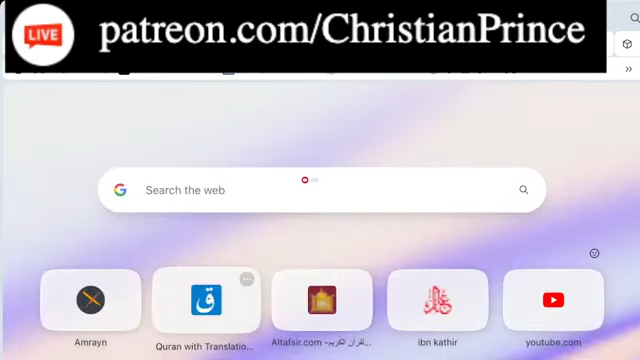 LIVE
patreon.com/ChristianPrince
Search the web
Amrayn
ق
Quran with Translatio...
Altafsir.com -القرآن الكريم...
ibn kathir
youtube.com